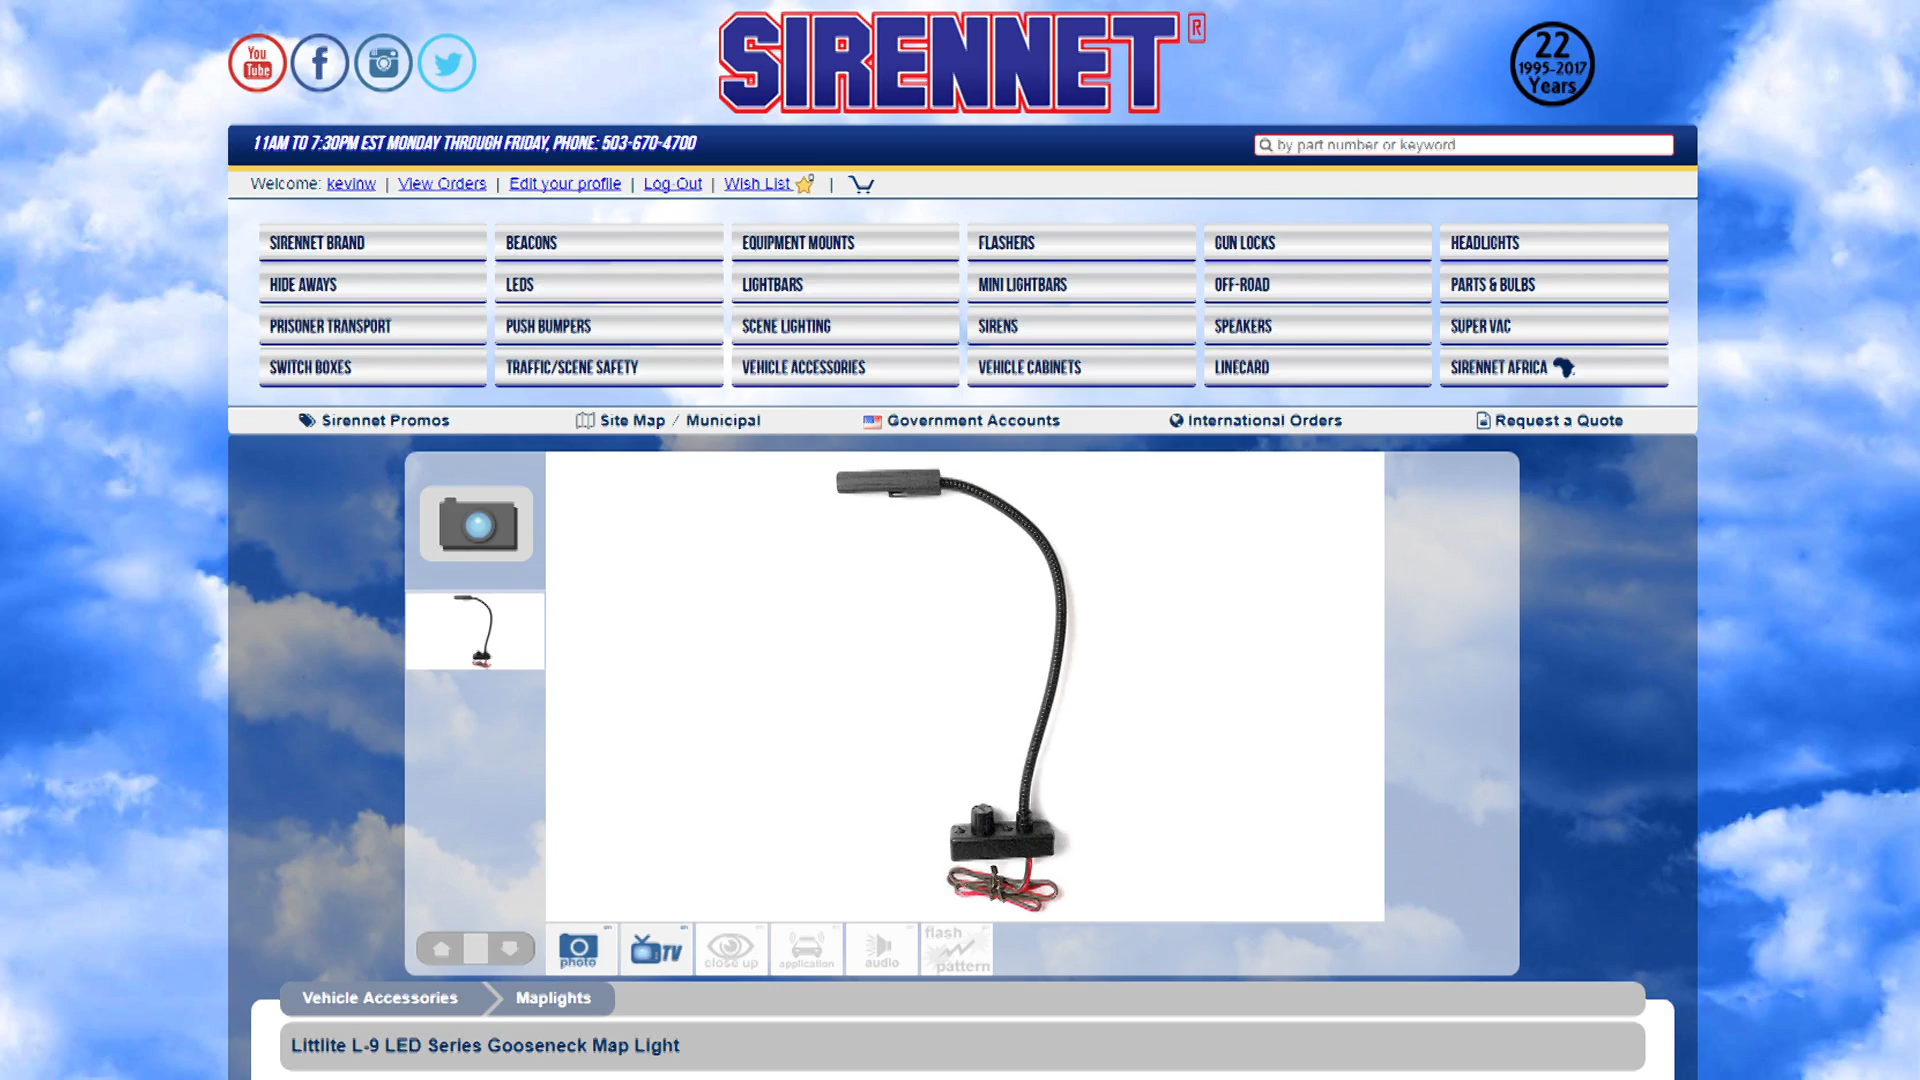 You
Tube
SIRENNET®
22
1995-2017
Years
11AM TO 7:30PM EST MONDAY THROUGH FRIDAY, PHONE: 503-670-4700
by part number or keyword
Welcome: kevinw | View Orders | Edit your profile | Log-Out | Wish List |
SIRENNET BRAND BEACONS EQUIPMENT MOUNTS FLASHERS GUN LOCKS HEADLIGHTS
HIDE AWAYS LEDS LIGHTBARS MINI LIGHTBARS OFF-ROAD PARTS & BULBS
PRISONER TRANSPORT PUSH BUMPERS SCENE LIGHTING SIRENS SPEAKERS SUPER VAC
SWITCH BOXES TRAFFIC/SCENE SAFETY VEHICLE ACCESSORIES VEHICLE CABINETS LINECARD SIRENNET AFRICA
Sirennet Promos Site Map / Municipal Government Accounts International Orders Request a Quote
photo TV close up application audio flash pattern
Vehicle Accessories Maplights
Littlite L-9 LED Series Gooseneck Map Light